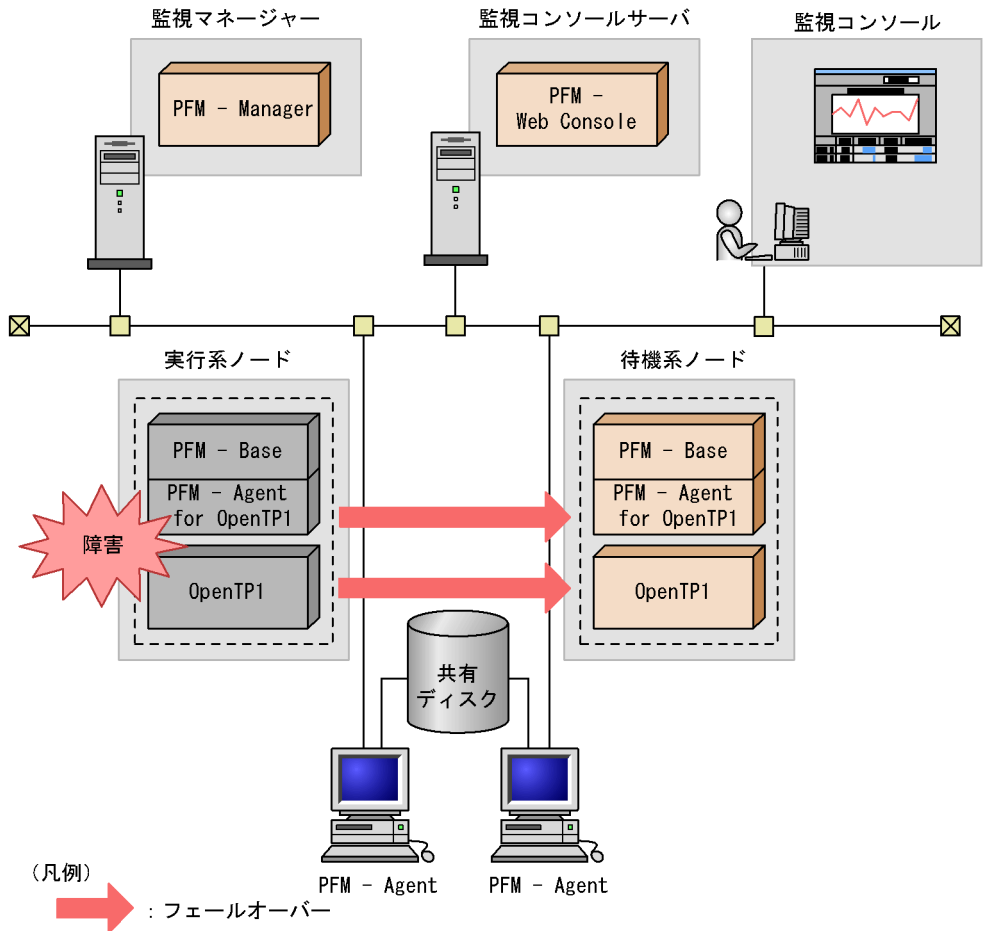 監視マネージャー
監視コンソールサーバ
監視コンソール
PFM - Manager
PFM -
Web Console
実行系ノード
待機系ノード
PFM - Base
PFM - Agent
for OpenTP1
OpenTP1
障害
PFM - Base
PFM - Agent
for OpenTP1
OpenTP1
共有
ディスク
PFM - Agent
PFM - Agent
(凡例)
：フェールオーバー